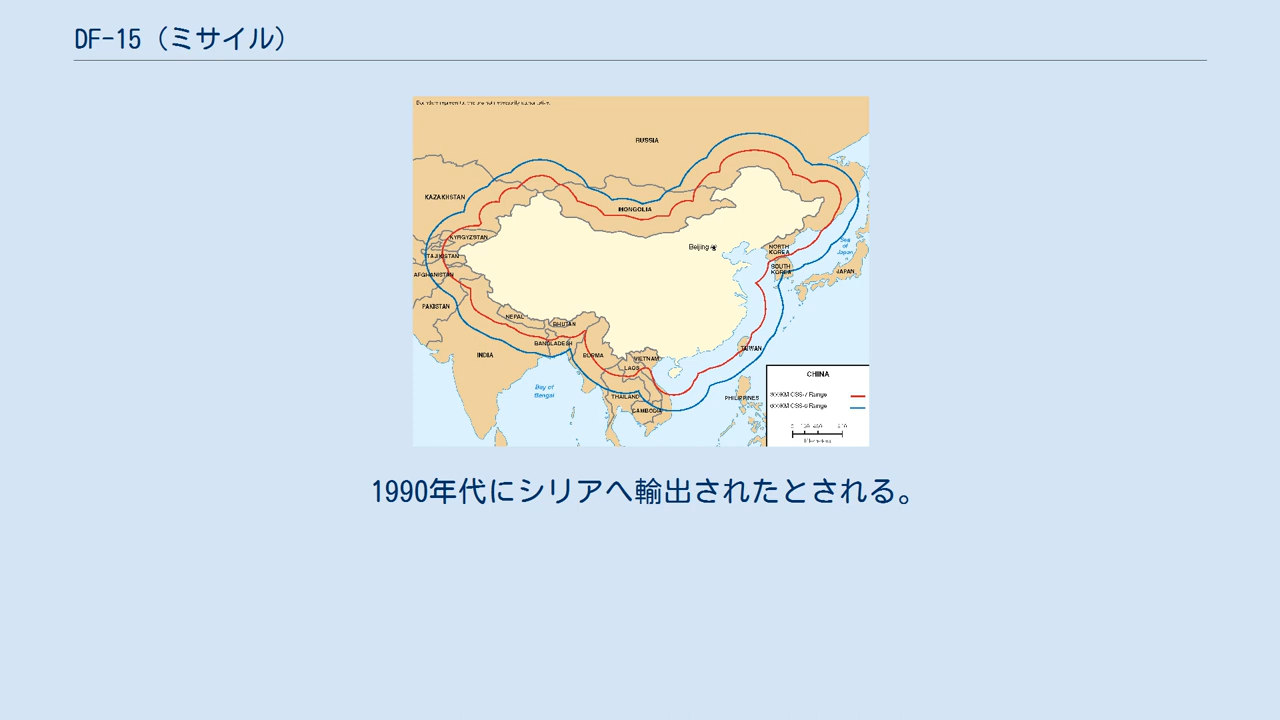 DF-15（ミサイル）
RUSSIA
KAZAKHSTAN
MONGOLIA
KYRGYZSTAN
Beijing
NORTH
KOREA
Sea
of
Japan
TAJIKISTAN
SOUTH
KOREA
JAPAN
AFGHANISTAN
PAKISTAN
NEPAL
BHUTAN
BANGLADESH
TAIWAN
INDIA
BURMA
VIETNAM
LAOS
CHINA
Bay of
Bengal
THAILAND
PHILIPPINES
CAMBODIA
Range
Range
Kilometers
1990年代にシリアへ輸出されたとされる。